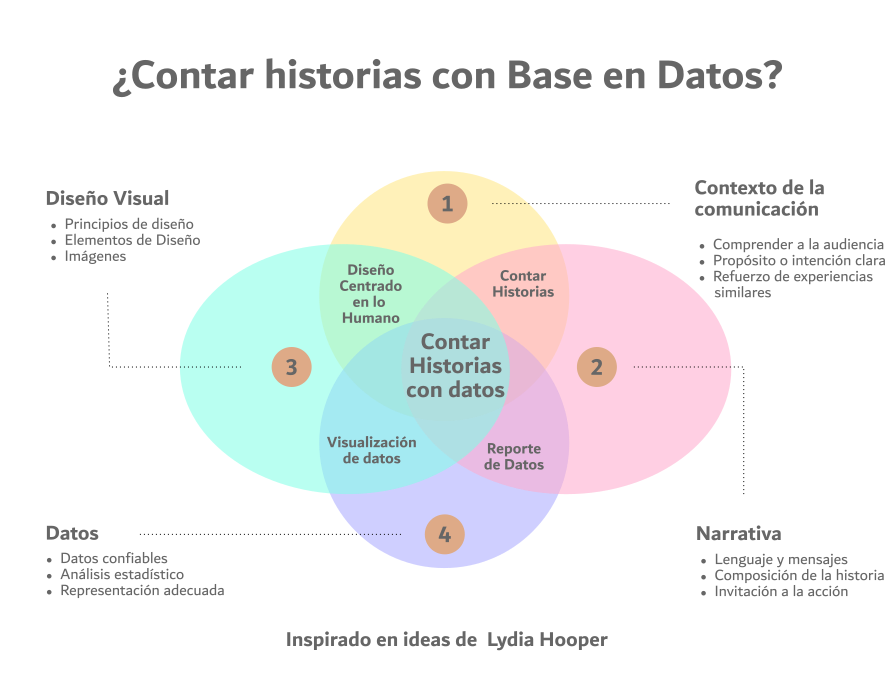 ¿Contar historias con Base en Datos?
1
Contexto de la
comunicación
Comprender a la audiencia
Propósito o intención clara
Refuerzo de experiencias
similares
Diseño Visual
Principios de diseño
Elementos de Diseño
Imágenes
Diseño
Centrado
en lo
Humano
Contar
Historias
3
Contar
Historias
con datos
2
Visualización
de datos
Reporte
de Datos
4
Datos
Datos confiables
Análisis estadístico
Representación adecuada
Narrativa
Lenguaje y mensajes
Composición de la historia
Invitación a la acción
Inspirado en ideas de  Lydia Hooper